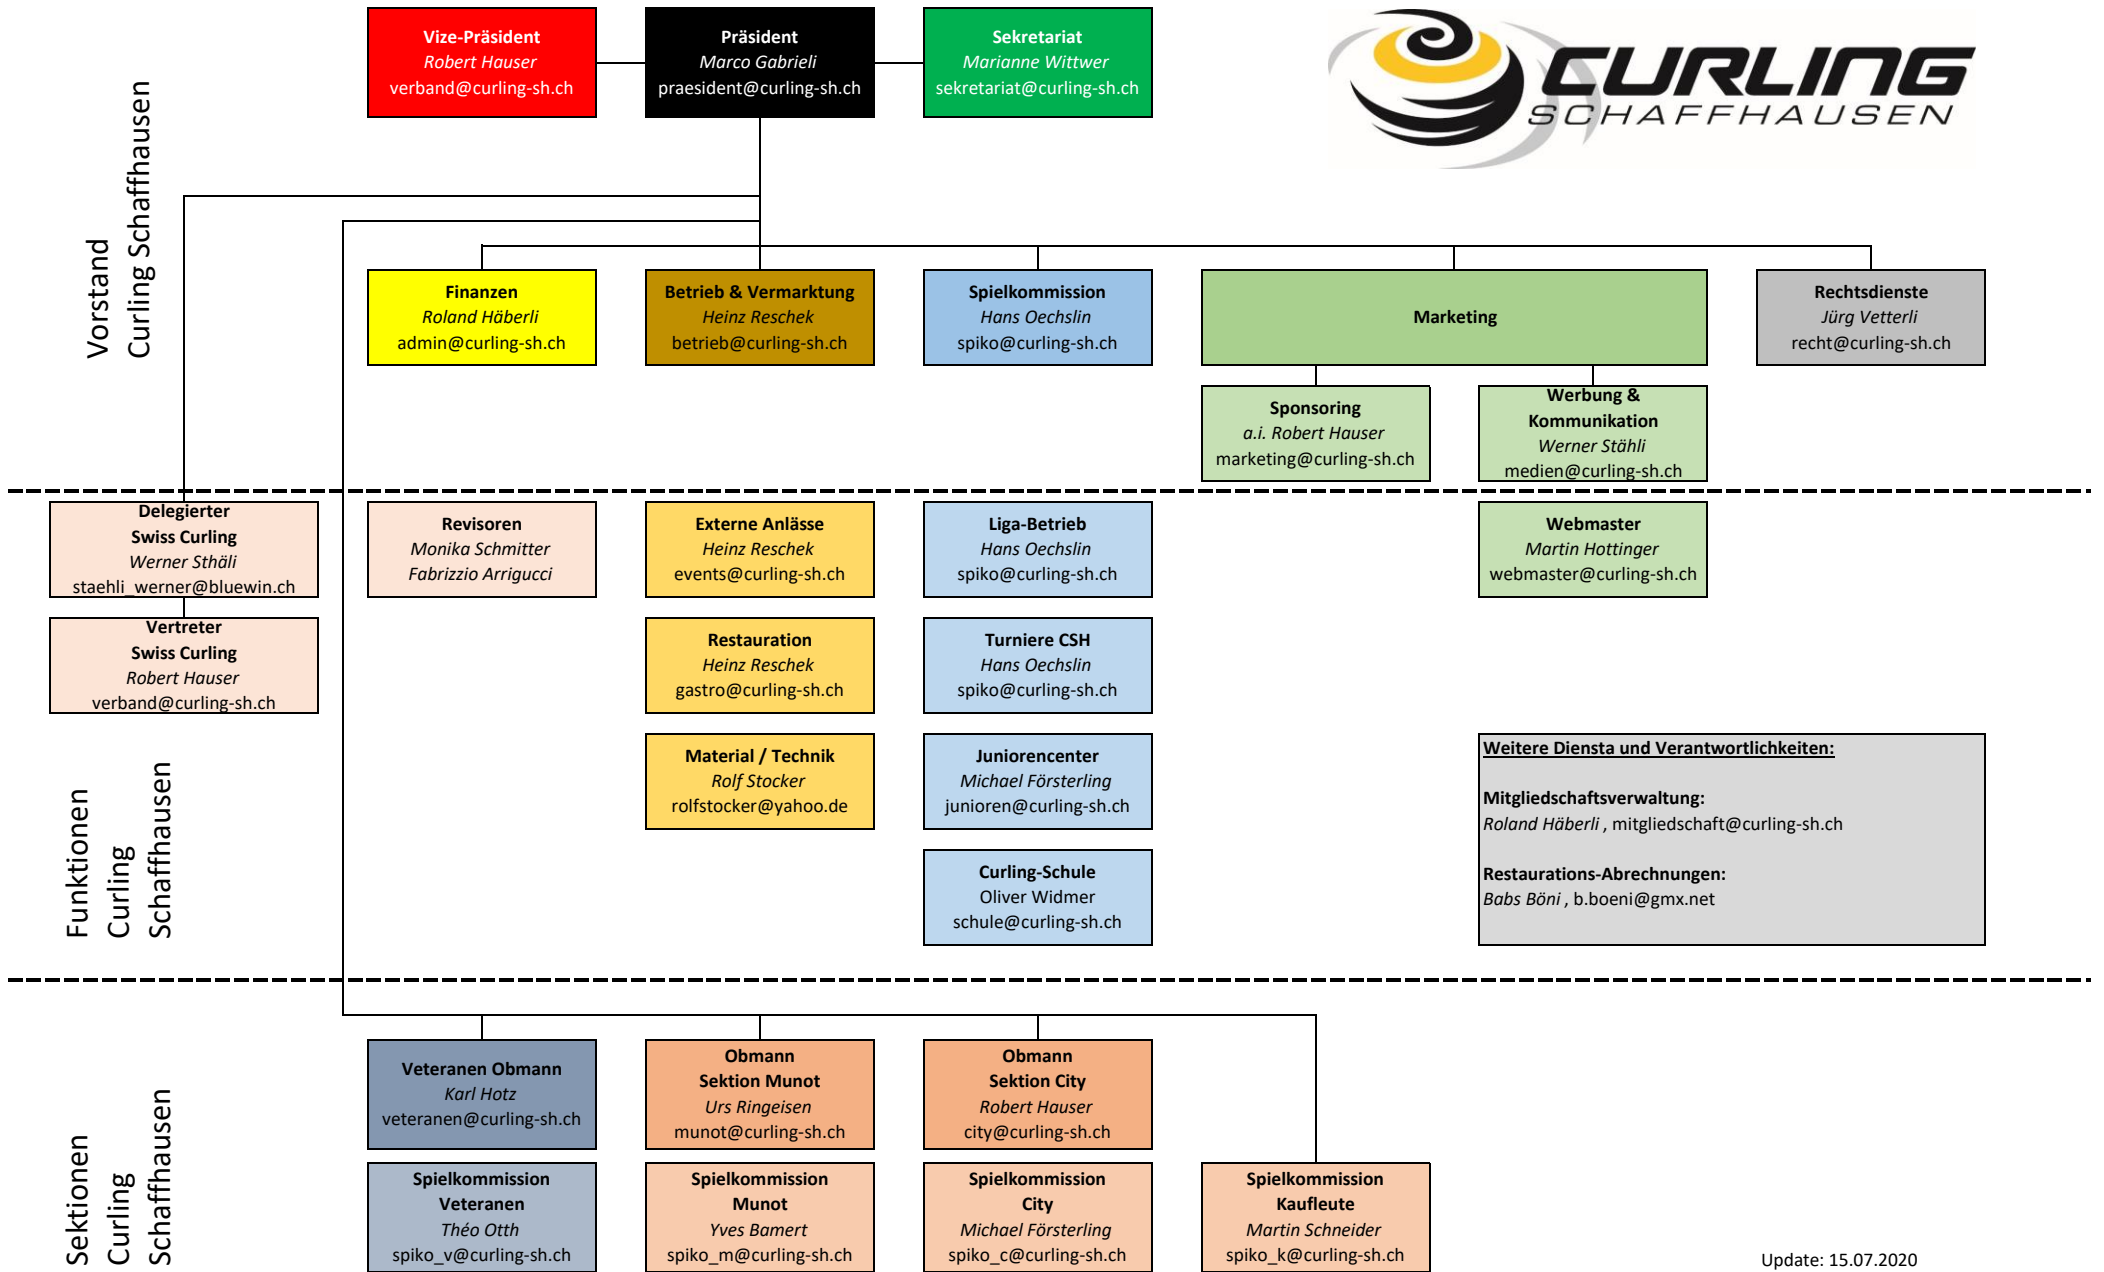 Vize-Präsident
Robert Hauser
verband@curling-sh.ch
Präsident
Marco Gabrieli
praesident@curling-sh.ch
Sekretariat
Marianne Wittwer
sekretariat@curling-sh.ch
CURLING
SCHAFFHAUSEN
Vorstand
Curling Schaffhausen
Finanzen
Roland Häberli
admin@curling-sh.ch
Betrieb & Vermarktung
Heinz Reschek
betrieb@curling-sh.ch
Spielkommission
Hans Oechslin
spiko@curling-sh.ch
Marketing
Rechtsdienste
Jürg Vetterli
recht@curling-sh.ch
Sponsoring
a.i. Robert Hauser
marketing@curling-sh.ch
Werbung &
Kommunikation
Werner Stähli
medien@curling-sh.ch
Funktionen
Curling
Schaffhausen
Delegierter
Swiss Curling
Werner Sthäli
staehli_werner@bluewin.ch
Vertreter
Swiss Curling
Robert Hauser
verband@curling-sh.ch
Revisoren
Monika Schmitter
Fabrizzio Arrigucci
Externe Anlässe
Heinz Reschek
events@curling-sh.ch
Restauration
Heinz Reschek
gastro@curling-sh.ch
Material / Technik
Rolf Stocker
rolfstocker@yahoo.de
Liga-Betrieb
Hans Oechslin
spiko@curling-sh.ch
Turniere CSH
Hans Oechslin
spiko@curling-sh.ch
Juniorencenter
Michael Försterling
junioren@curling-sh.ch
Curling-Schule
Oliver Widmer
schule@curling-sh.ch
Webmaster
Martin Hottinger
webmaster@curling-sh.ch
Weitere Diensta und Verantwortlichkeiten:
Mitgliedschaftsverwaltung:
Roland Häberli , mitgliedschaft@curling-sh.ch
Restaurations-Abrechnungen:
Babs Böni , b.boeni@gmx.net
Sektionen
Curling
Schaffhausen
Veteranen Obmann
Karl Hotz
veteranen@curling-sh.ch
Obmann
Sektion Munot
Urs Ringeisen
munot@curling-sh.ch
Obmann
Sektion City
Robert Hauser
city@curling-sh.ch
Spielkommission
Veteranen
Théo Otth
spiko_v@curling-sh.ch
Spielkommission
Munot
Yves Bamert
spiko_m@curling-sh.ch
Spielkommission
City
Michael Försterling
spiko_c@curling-sh.ch
Spielkommission
Kaufleute
Martin Schneider
spiko_k@curling-sh.ch
Update: 15.07.2020